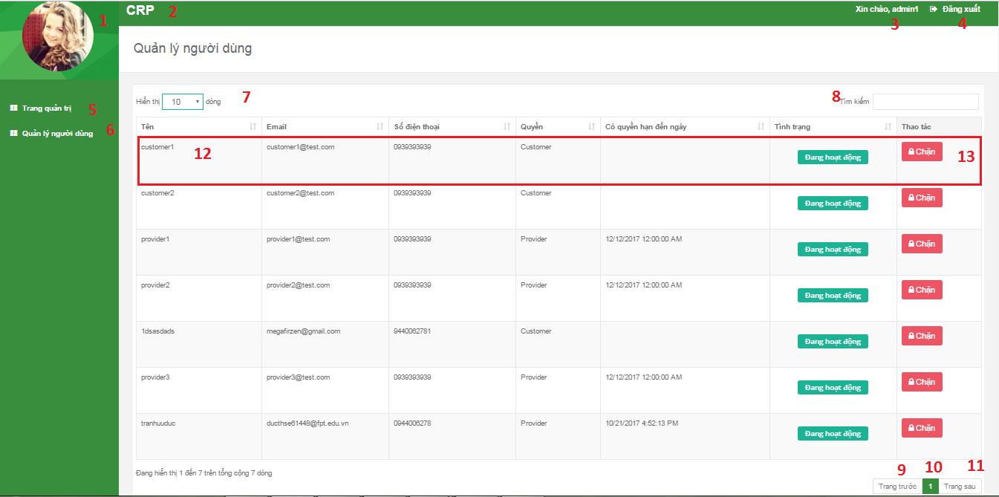 1
CRP 2
Xin chào, admin1 Đăng xuất
3 4
Quản lý người dùng
Trang quản trị 5
Quản lý người dùng 6
Hiển thị 10 dòng 7
8 Tìm kiếm
Tên Email Số điện thoại Quyền Có quyền hạn đến ngày Tình trạng Thao tác
customer1 12 customer1@test.com 0939393939 Customer Đang hoạt động Chặn 13
customer2 customer2@test.com 0939393939 Customer Đang hoạt động Chặn
provider1 provider1@test.com 0939393939 Provider 12/12/2017 12:00:00 AM Đang hoạt động Chặn
provider2 provider2@test.com 0939393939 Provider 12/12/2017 12:00:00 AM Đang hoạt động Chặn
1dsasdads megafirzen@gmail.com 9440062781 Customer Đang hoạt động Chặn
provider3 provider3@test.com 0939393939 Provider 12/12/2017 12:00:00 AM Đang hoạt động Chặn
tranhuuduc ducthse61448@fpt.edu.vn 0944006278 Provider 10/21/2017 4:52:13 PM Đang hoạt động Chặn
Đang hiển thị 1 đến 7 trên tổng cộng 7 dòng
9 10 11
Trang trước 1 Trang sau